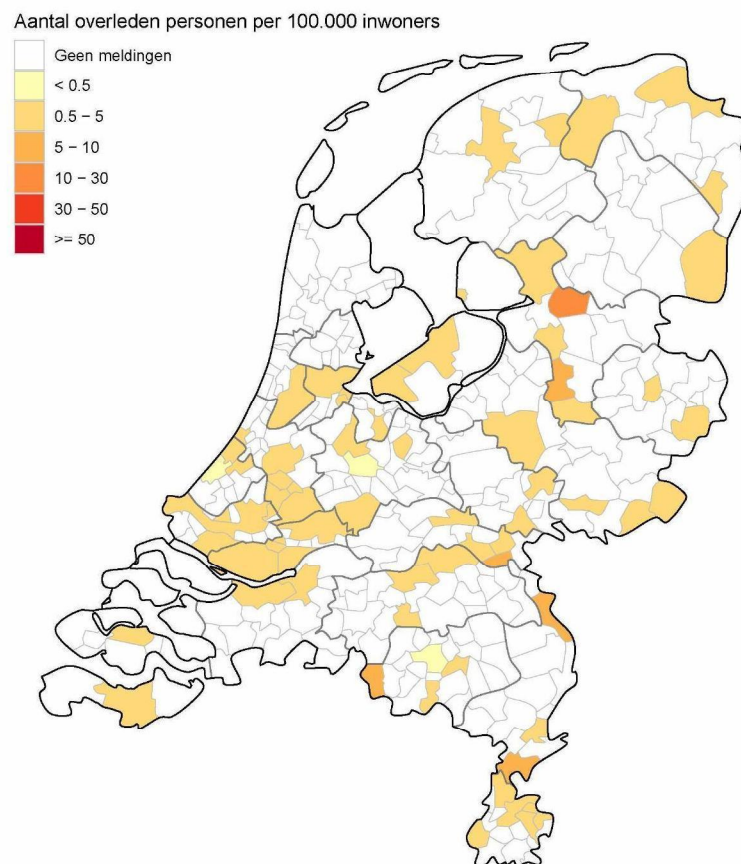 Aantal overleden personen per 100.000 inwoners
Geen meldingen
< 0.5
0.5 – 5
5 – 10
10 – 30
30 – 50
>= 50